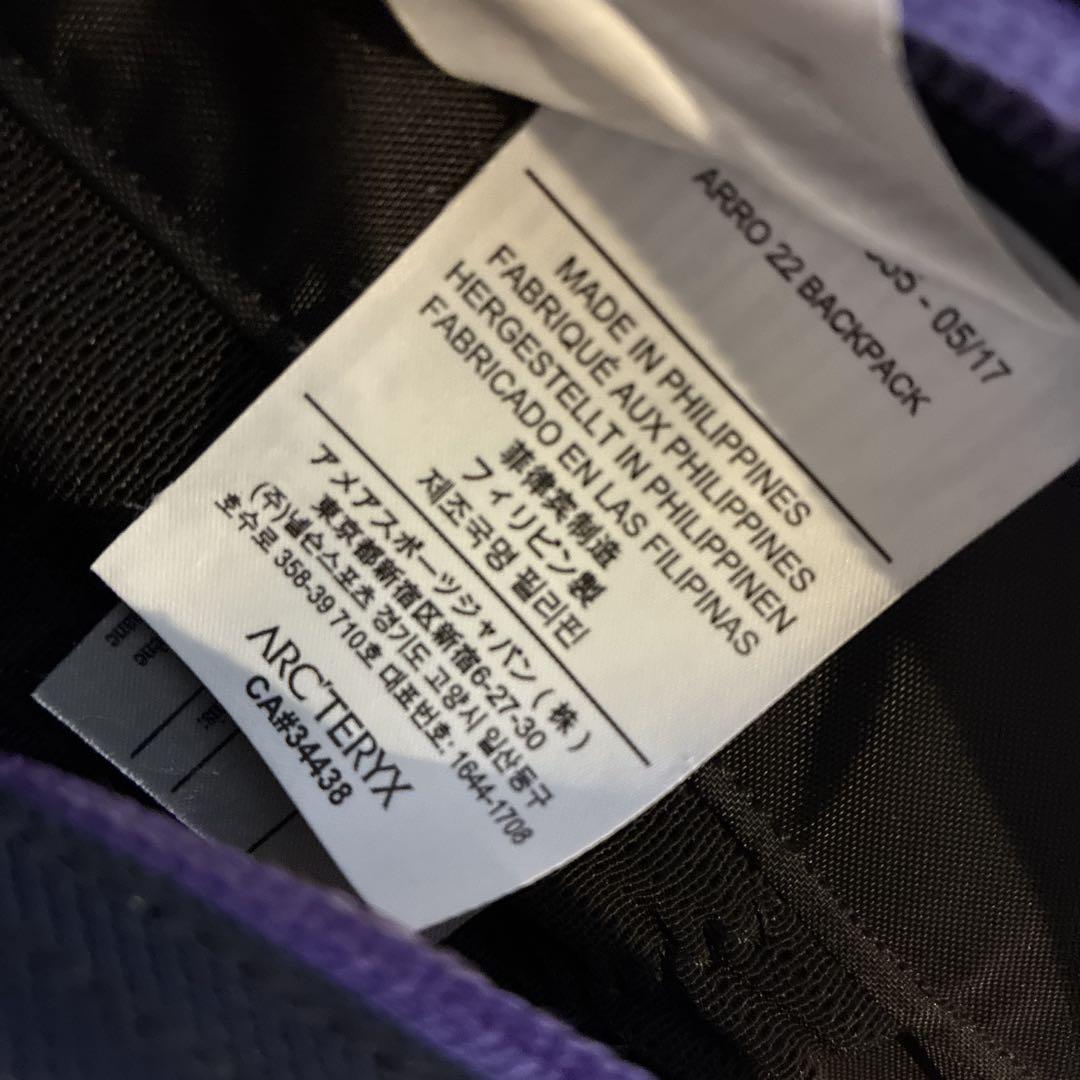 - 05/17
ARRO 22 BACKPACK
MADE IN PHILIPPINES
FABRIQUÉ AUX PHILIPPINES
HERGESTELLT IN PHILIPPINEN
FABRICADO EN LAS FILIPINAS
菲律宾制造
フィリピン製
제조국명 필리핀
アメアスポーツジャパン (株)
東京都新宿区新宿6-27-30
(주)넬슨스포츠 경기도 고양시 일산동구
호수로 358-39 710호 대표번호: 1644-1708
ARC'TERYX
CA#34438